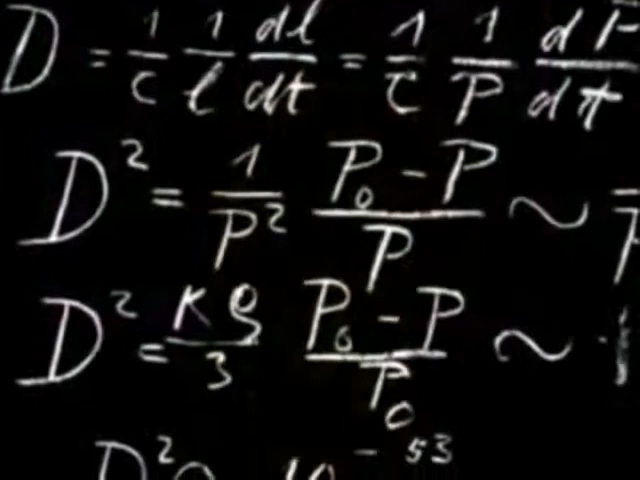 D = 1/c 1/l dl/dt = 1/c 1/P dP/dt
D² = 1/P² P₀ - P / P ~
D² = κρ/3 P₀ - P / P₀ ~
D²ρ 10⁻⁵³